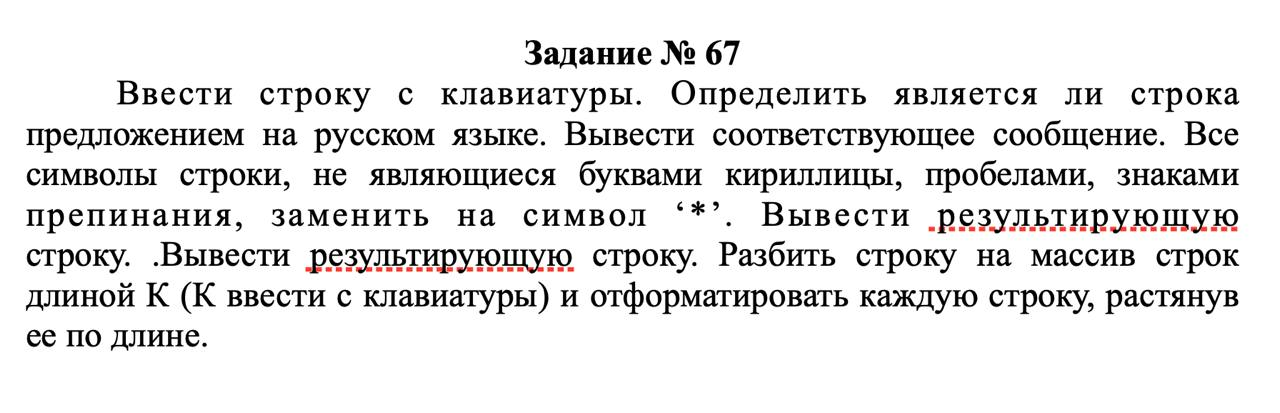 Задание № 67
Ввести строку с клавиатуры. Определить является ли строка
предложением на русском языке. Вывести соответствующее сообщение. Все
символы строки, не являющиеся буквами кириллицы, пробелами, знаками
препинания, заменить на символ ‘*’. Вывести результирующую
строку. .Вывести результирующую строку. Разбить строку на массив строк
длиной К (К ввести с клавиатуры) и отформатировать каждую строку, растянув
ее по длине.